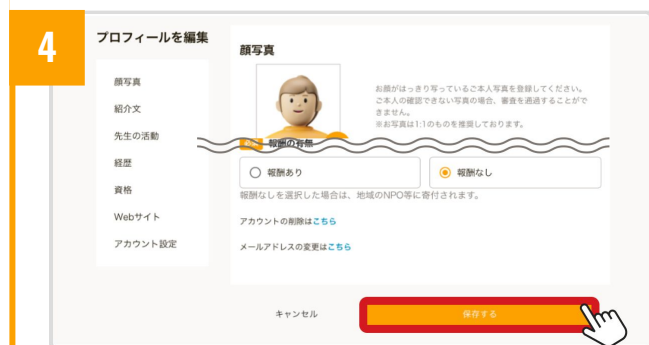 4
プロフィールを編集
顔写真
紹介文
先生の活動
経歴
資格
Webサイト
アカウント設定
顔写真
お顔がはっきり写っているご本人写真を登録してください。
ご本人の確認できない写真の場合、審査を通過することがで
きません。
※お写真は1:1のものを推奨しております。
報酬の有無
報酬あり
報酬なし
報酬なしを選択した場合は、地域のNPO等に寄付されます。
アカウントの削除はこちら
メールアドレスの変更はこちら
キャンセル
保存する